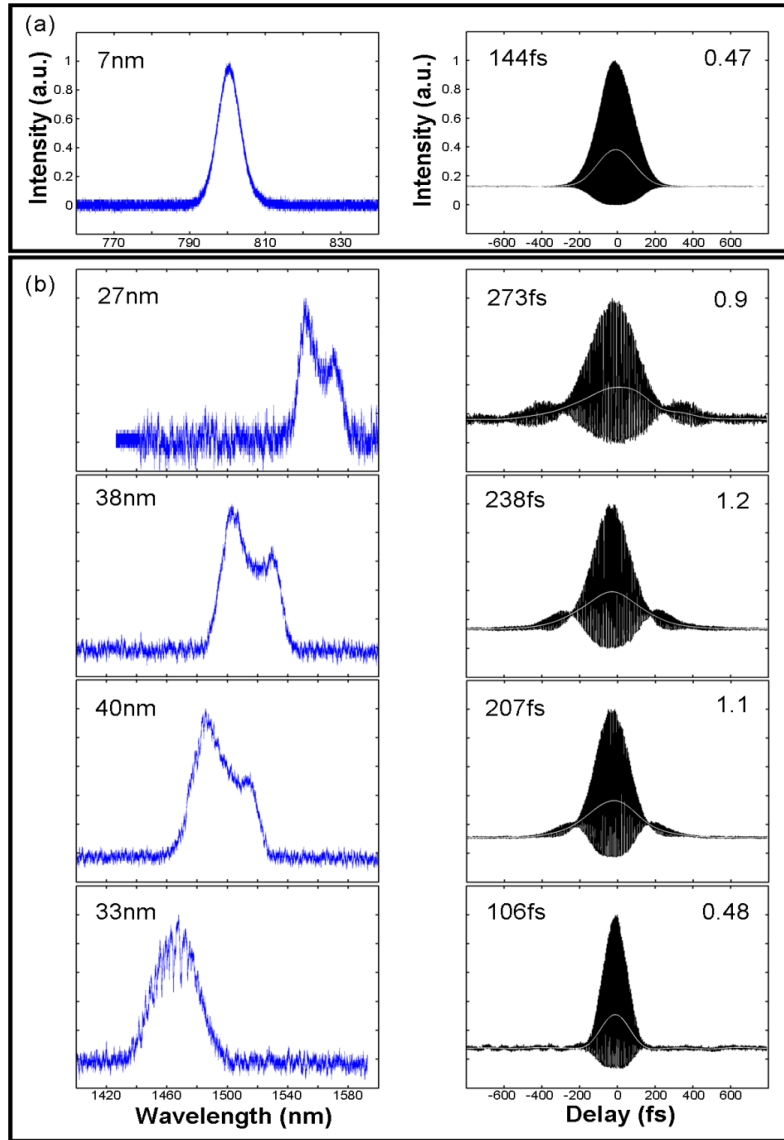 (a)
7nm
144fs 0.47
Intensity (a.u.)
1
0.8
0.6
0.4
0.2
0
770 790 810 830
Intensity (a.u.)
1
0.8
0.6
0.4
0.2
0
-600 -400 -200 0 200 400 600
(b)
27nm
273fs 0.9
38nm
238fs 1.2
40nm
207fs 1.1
33nm
106fs 0.48
1420 1460 1500 1540 1580
Wavelength (nm)
-600 -400 -200 0 200 400 600
Delay (fs)